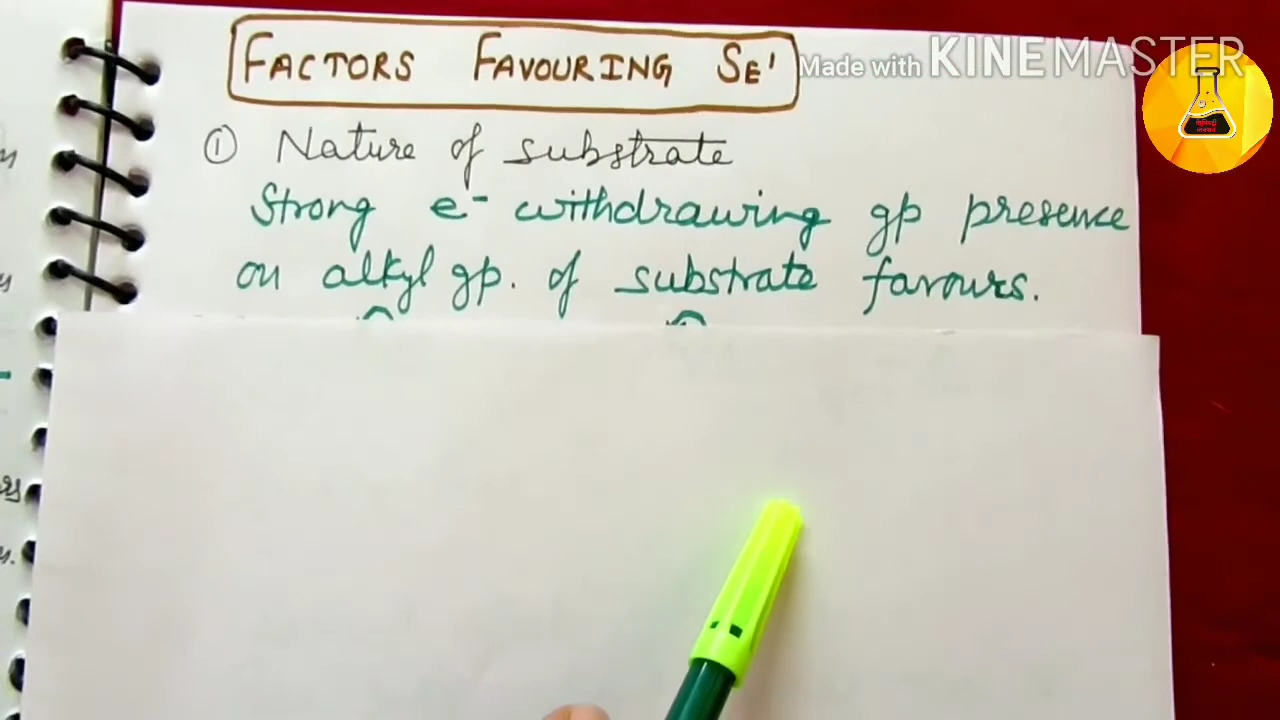 FACTORS FAVOURING SE'
Made with KINEMASTER
① Nature of substrate
Strong e- withdrawing gp presence
on alkyl gp. of substrate favours.